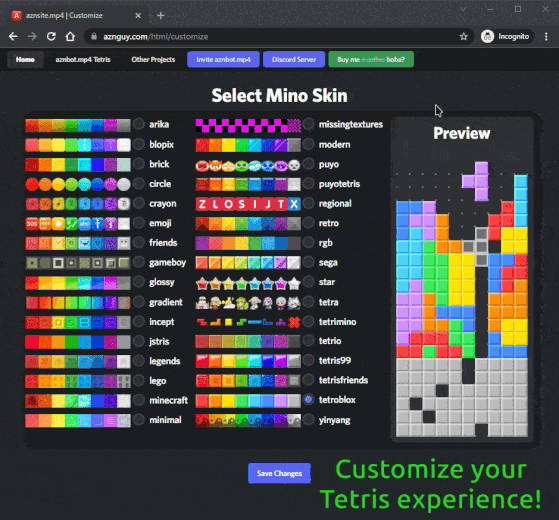 aznsite.mp4 | Customize
aznguy.com/html/customize
Incognito
Home
aznbot.mp4 Tetris
Other Projects
Invite aznbot.mp4
Discord Server
Buy me a coffee boba?
Select Mino Skin
arika
blopix
brick
circle
crayon
emoji
friends
gameboy
glossy
gradient
incept
jstris
legends
lego
minecraft
minimal
missingtextures
modern
puyo
puyotetris
Z L O S I J T X
regional
retro
rgb
sega
star
tetra
tetrimino
tetrio
tetris99
tetrisfriends
tetroblox
yinyang
Preview
Save Changes
Customize your
Tetris experience!